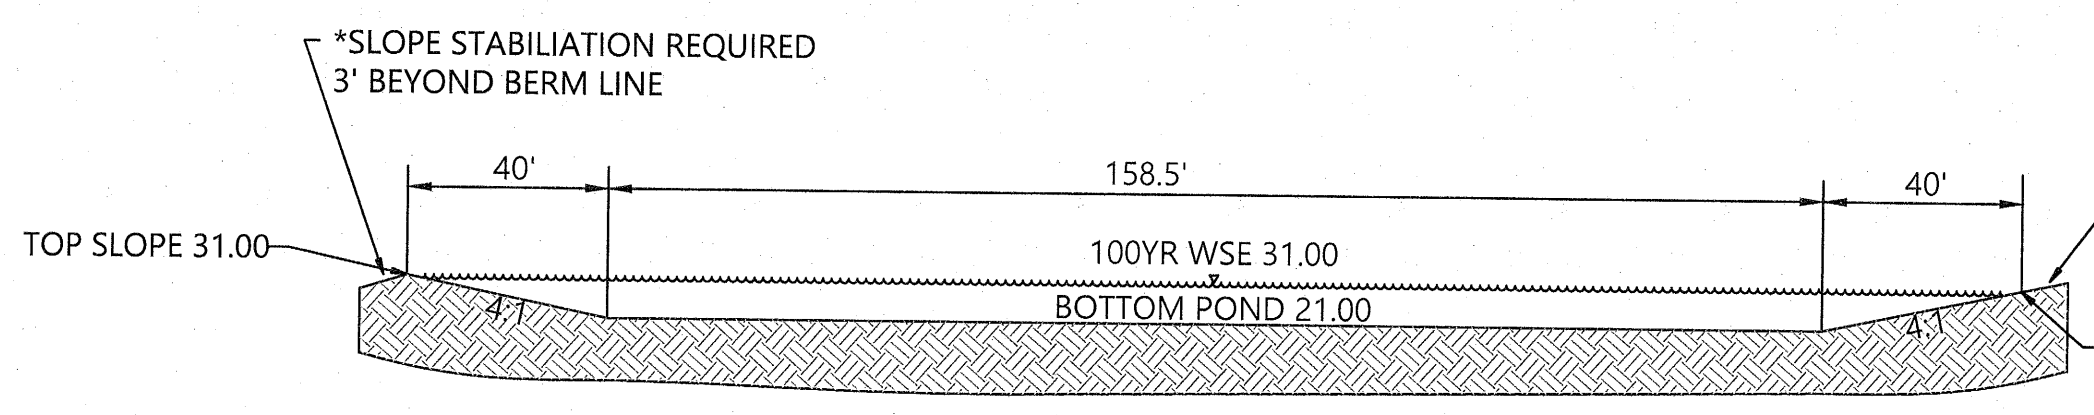 *SLOPE STABILIATION REQUIRED
3' BEYOND BERM LINE
40'
158.5'
40'
TOP SLOPE 31.00
100YR WSE 31.00
BOTTOM POND 21.00
4:1
4:1